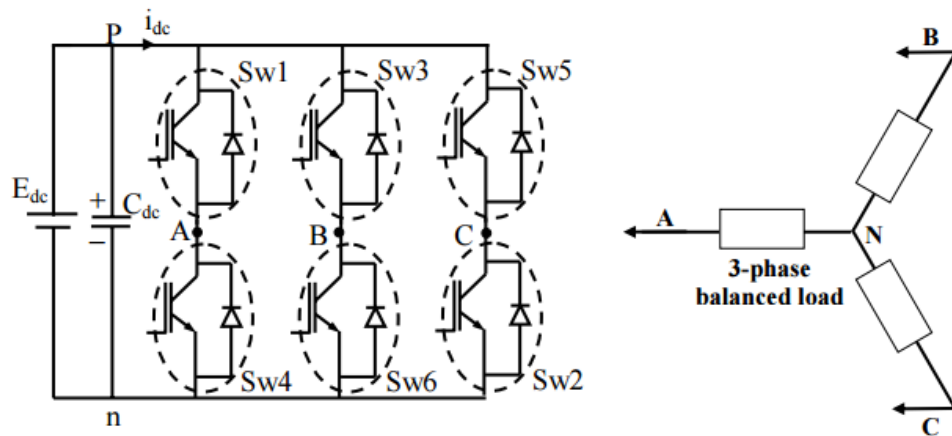 P
i_dc
Sw1
Sw3
Sw5
B
E_dc
+
C_dc
–
A
B
C
A
N
3-phase
balanced load
Sw4
Sw6
Sw2
n
C